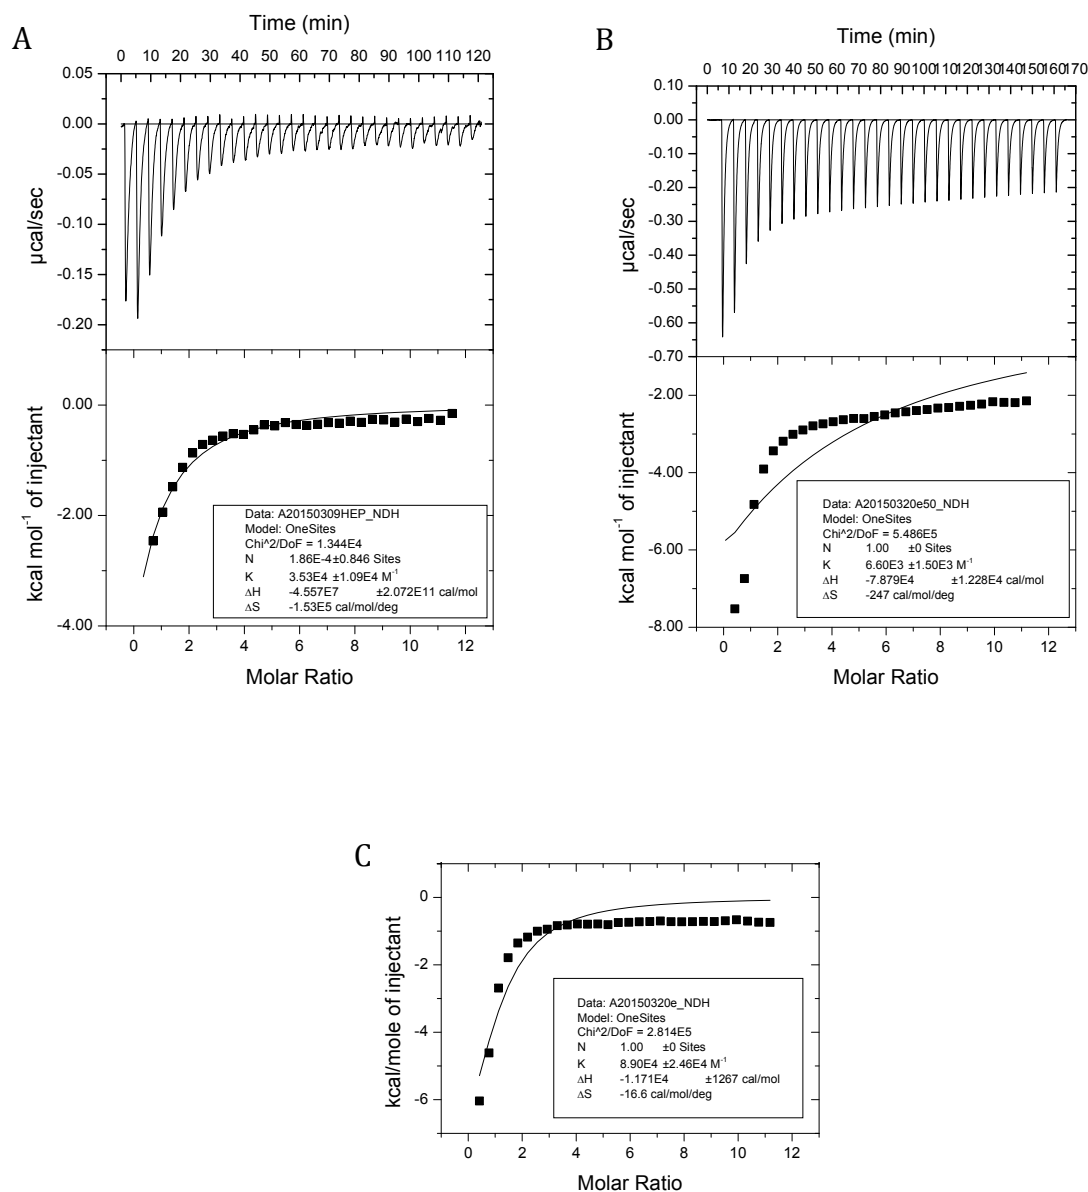 A
Time (min)
0 10 20 30 40 50 60 70 80 90 100 110 120
0.05
0.00
-0.05
-0.10
-0.15
-0.20
µcal/sec
0.00
-2.00
-4.00
kcal mol⁻¹ of injectant
Data: A20150309HEP_NDH
Model: OneSites
Chi^2/DoF = 1.344E4
N 1.86E-4 ±0.846 Sites
K 3.53E4 ±1.09E4 M⁻¹
ΔH -4.557E7 ±2.072E11 cal/mol
ΔS -1.53E5 cal/mol/deg
0 2 4 6 8 10 12
Molar Ratio
B
Time (min)
0 10 20 30 40 50 60 70 80 90 100 110 120 130 140 150 160 170
0.10
0.00
-0.10
-0.20
-0.30
-0.40
-0.50
-0.60
-0.70
µcal/sec
-2.00
-4.00
-6.00
-8.00
kcal mol⁻¹ of injectant
Data: A20150320e50_NDH
Model: OneSites
Chi^2/DoF = 5.486E5
N 1.00 ±0 Sites
K 6.60E3 ±1.50E3 M⁻¹
ΔH -7.879E4 ±1.228E4 cal/mol
ΔS -247 cal/mol/deg
0 2 4 6 8 10 12
Molar Ratio
C
0
-2
-4
-6
kcal/mole of injectant
Data: A20150320e_NDH
Model: OneSites
Chi^2/DoF = 2.814E5
N 1.00 ±0 Sites
K 8.90E4 ±2.46E4 M⁻¹
ΔH -1.171E4 ±1267 cal/mol
ΔS -16.6 cal/mol/deg
0 2 4 6 8 10 12
Molar Ratio